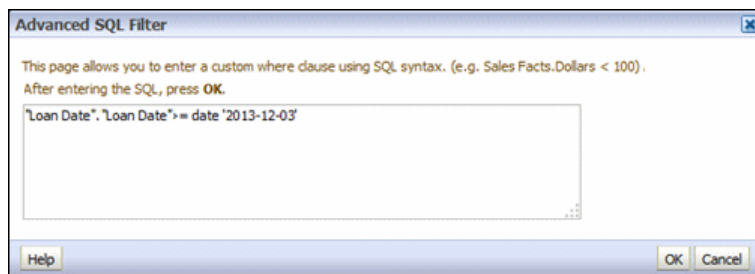 Advanced SQL Filter
This page allows you to enter a custom where clause using SQL syntax. (e.g. Sales Facts.Dollars < 100) .
After entering the SQL, press OK.
"Loan Date". "Loan Date">= date '2013-12-03'
Help OK Cancel